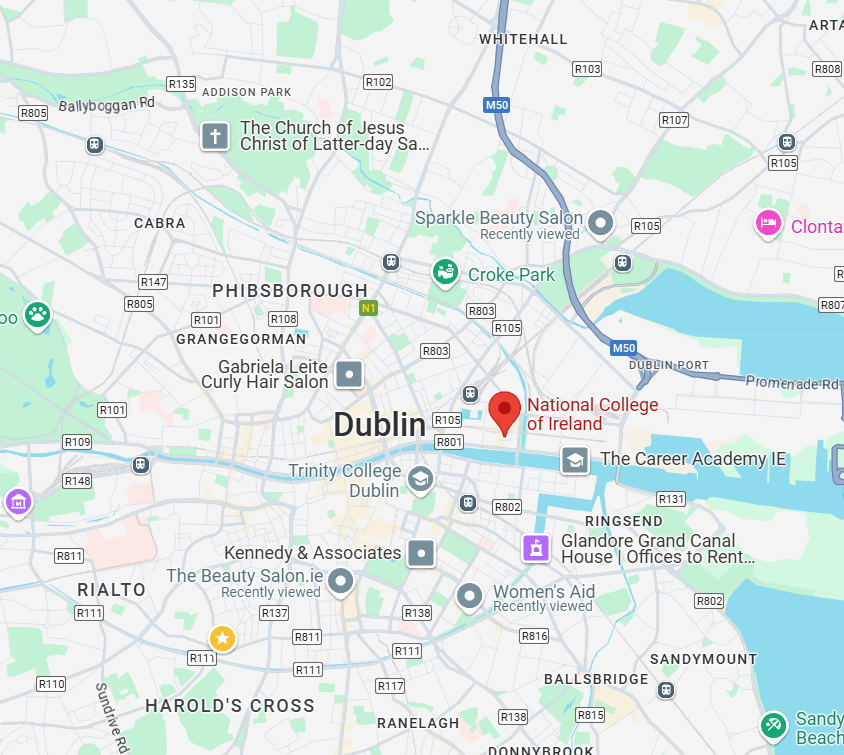 WHITEHALL
ARTA
R135
R102
R103
R808
ADDISON PARK
Ballyboggan Rd
R805
M50
R107
The Church of Jesus
Christ of Latter-day Sa...
R105
CABRA
Sparkle Beauty Salon
Recently viewed
R105
Clonta
Croke Park
R147
R805
PHIBSBOROUGH
N1
R803
R807
oo
R101
R108
R105
GRANGEGORMAN
R803
M50
DUBLIN PORT
Gabriela Leite
Curly Hair Salon
Promenade Rd
R101
Dublin
R105
National College
of Ireland
R109
R801
The Career Academy IE
R148
Trinity College
Dublin
R131
R802
RINGSEND
Glandore Grand Canal
House | Offices to Rent...
R811
Kennedy & Associates
RIALTO
The Beauty Salon.ie
Recently viewed
Women's Aid
Recently viewed
R802
R111
R137
R138
R811
R816
R111
R111
R111
SANDYMOUNT
R110
R117
BALLSBRIDGE
Sundrive Rd
HAROLD'S CROSS
RANELAGH
R138
R815
Sandy
Beach
DONNYBROOK